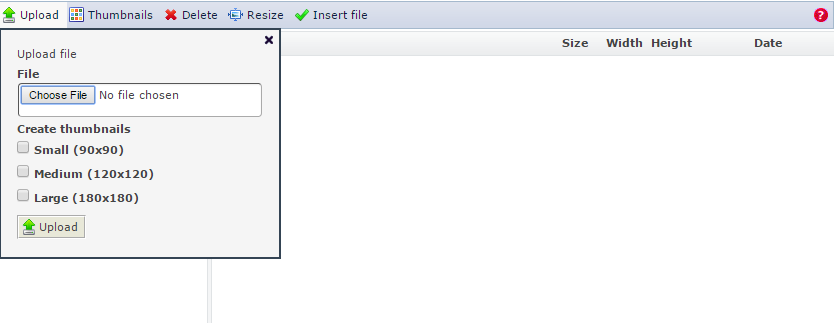 Upload Thumbnails Delete Resize Insert file ?
Size Width Height Date
Upload file
File
Choose File No file chosen
Create thumbnails
Small (90x90)
Medium (120x120)
Large (180x180)
Upload